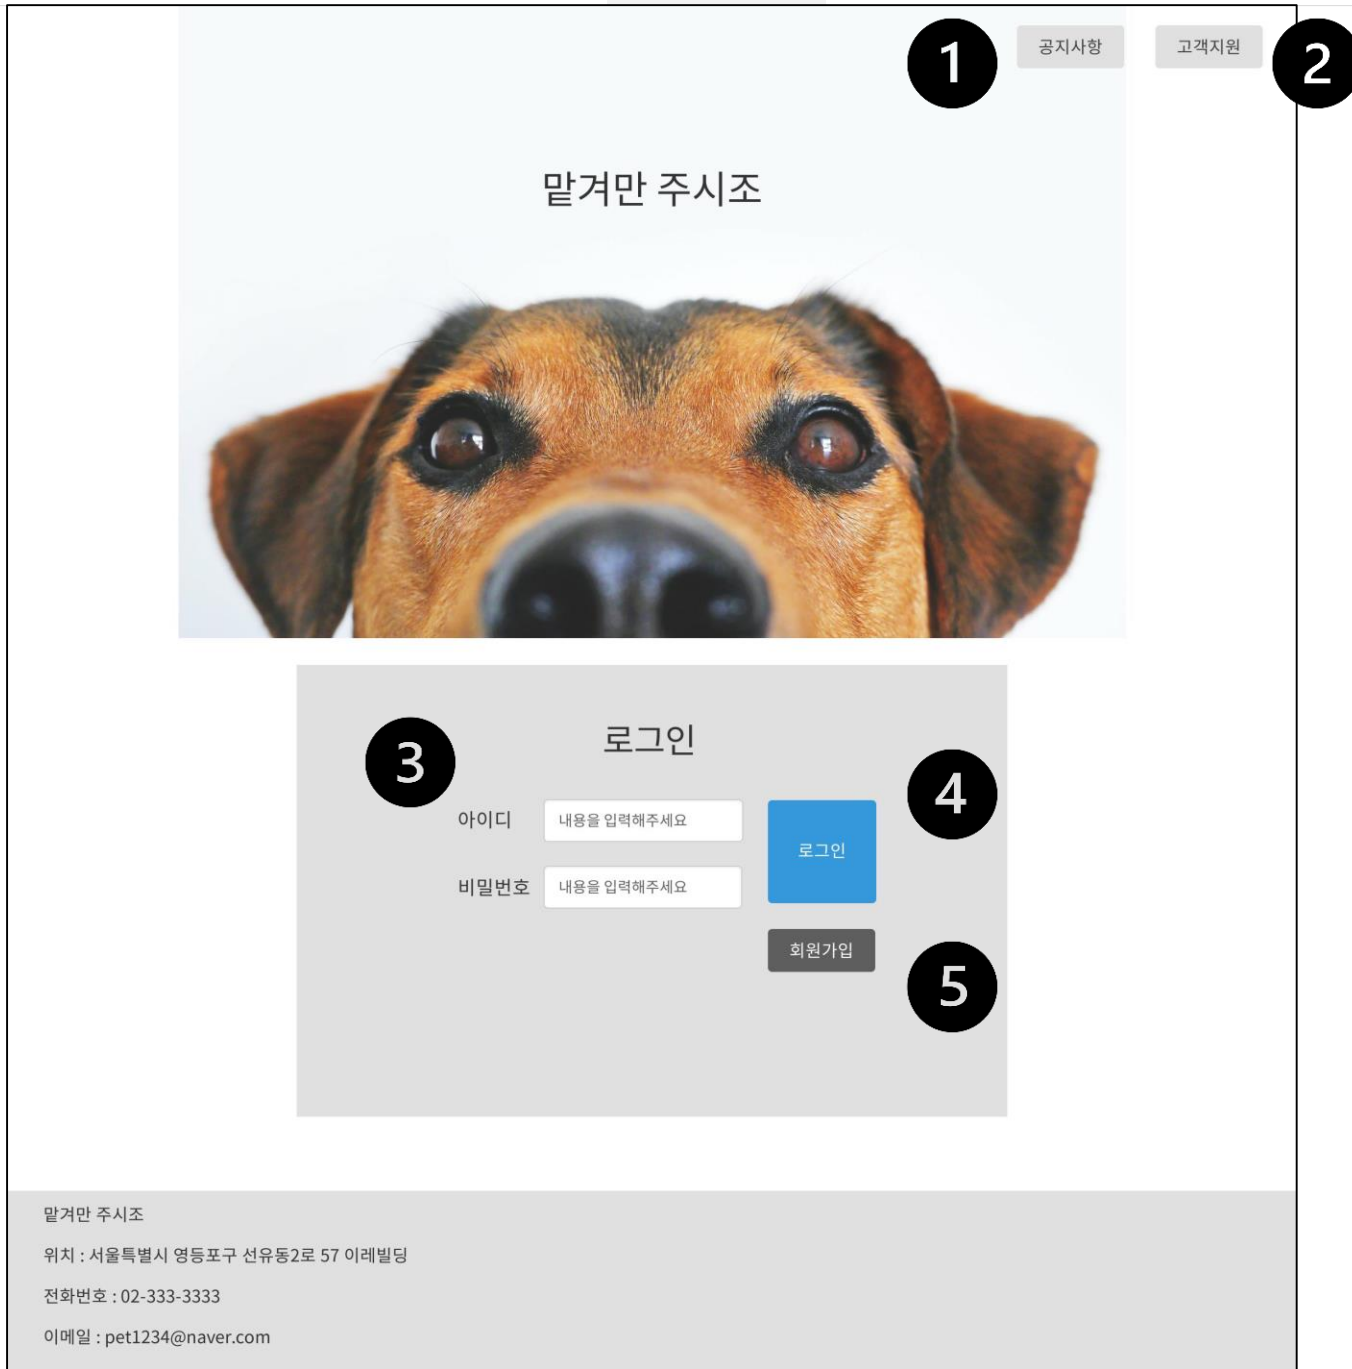 1
공지사항
고객지원
2
맡겨만 주시조
3
로그인
4
아이디
내용을 입력해주세요
로그인
비밀번호
내용을 입력해주세요
회원가입
5
맡겨만 주시조
위치 : 서울특별시 영등포구 선유동2로 57 이레빌딩
전화번호 : 02-333-3333
이메일 : pet1234@naver.com